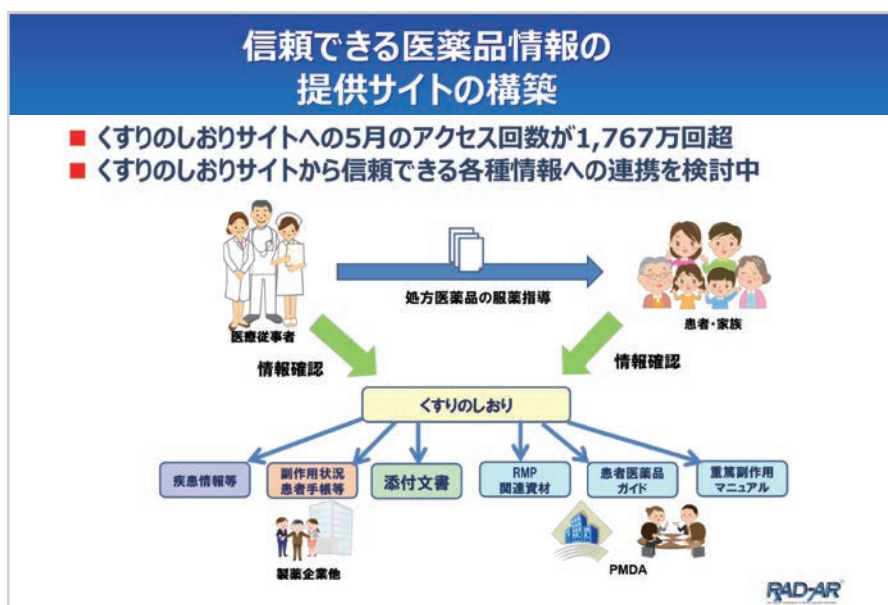 信頼できる医薬品情報の
提供サイトの構築
■ くすりのしおりサイトへの5月のアクセス回数が1,767万回超
■ くすりのしおりサイトから信頼できる各種情報への連携を検討中
処方医薬品の服薬指導
医療従事者
患者・家族
情報確認
情報確認
くすりのしおり
疾患情報等
副作用状況
患者手帳等
添付文書
RMP
関連資材
患者医薬品
ガイド
重篤副作用
マニュアル
製薬企業他
PMDA
RAD-AR